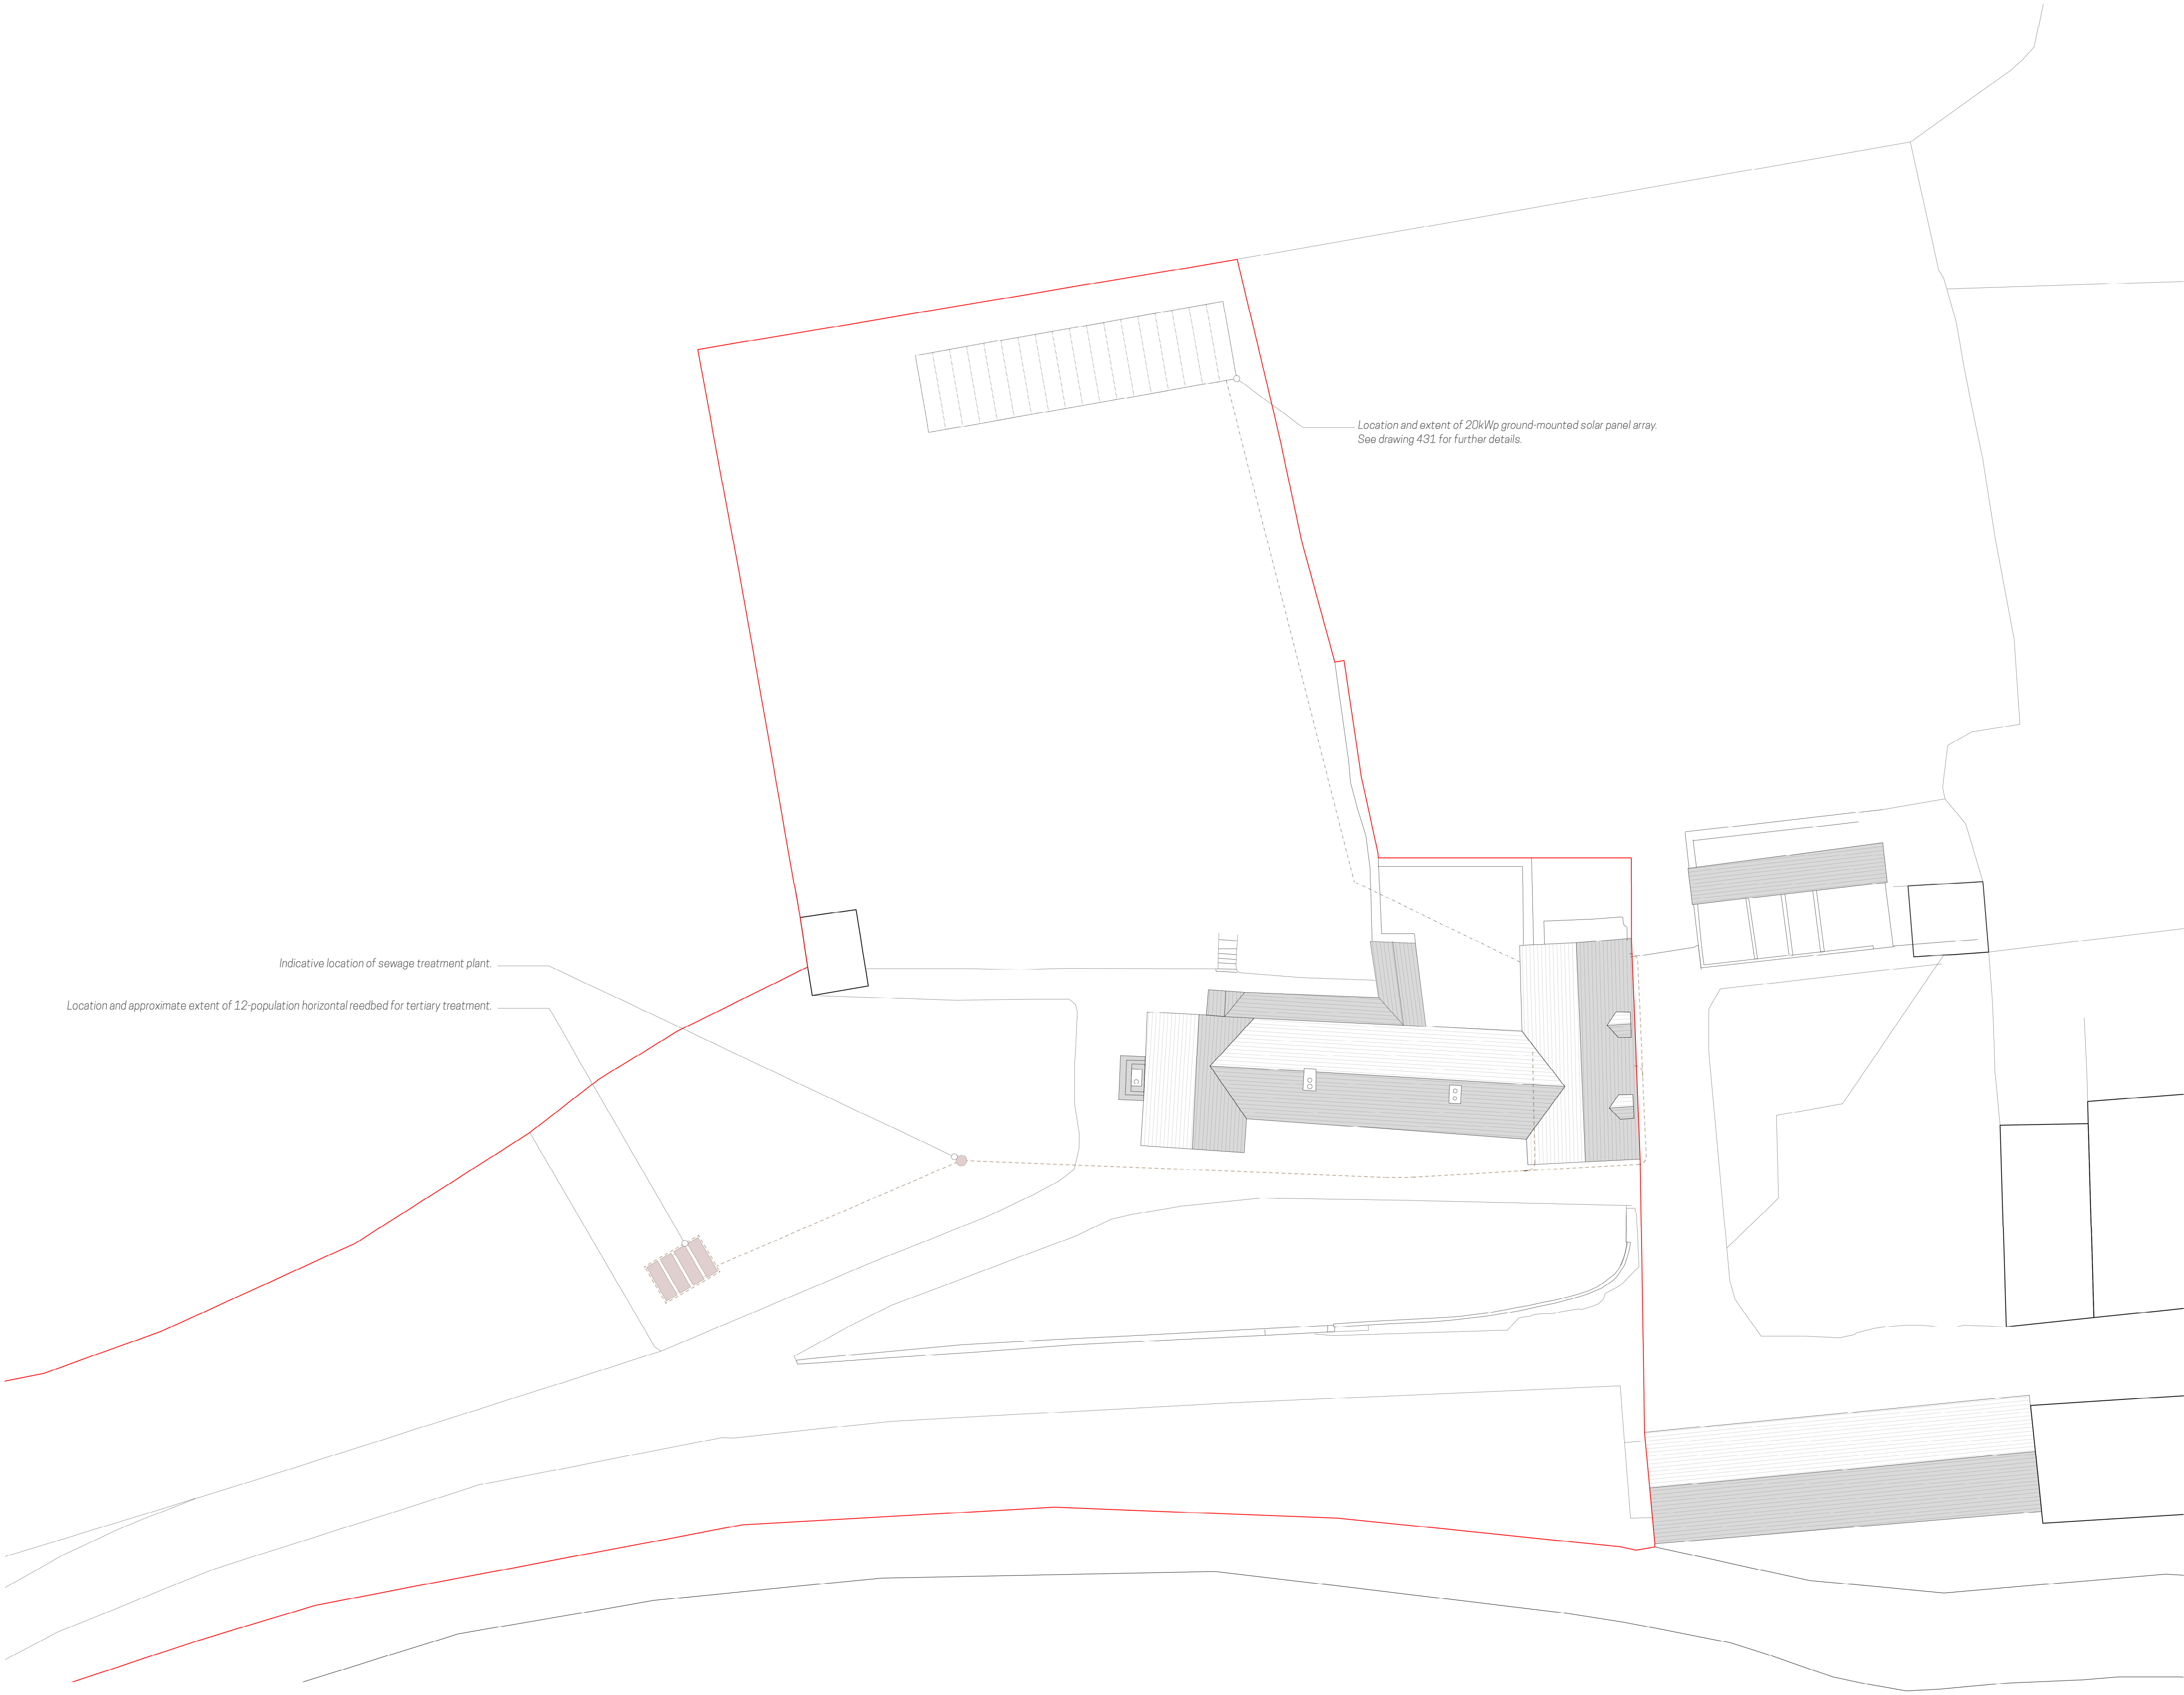 Location and extent of 20kWp ground-mounted solar panel array.
See drawing 431 for further details.
Indicative location of sewage treatment plant.
Location and approximate extent of 12-population horizontal reedbed for tertiary treatment.